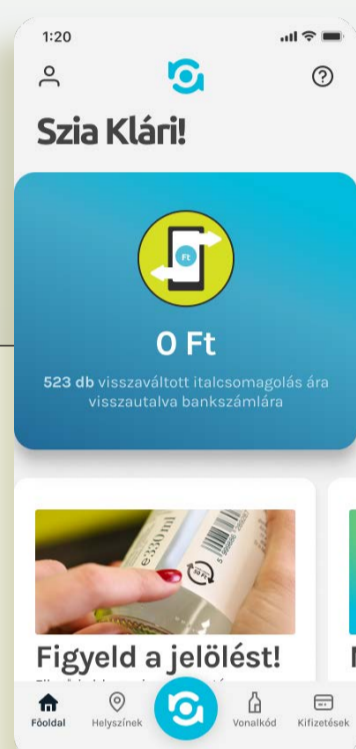 1:20
Szia Klári!
Ft
0 Ft
523 db visszaváltott italcsomagolás ára
visszautalva bankszámlára
e330ml
Figyeld a jelölést!
Főoldal
Helyszínek
Vonalkód
Kifizetések